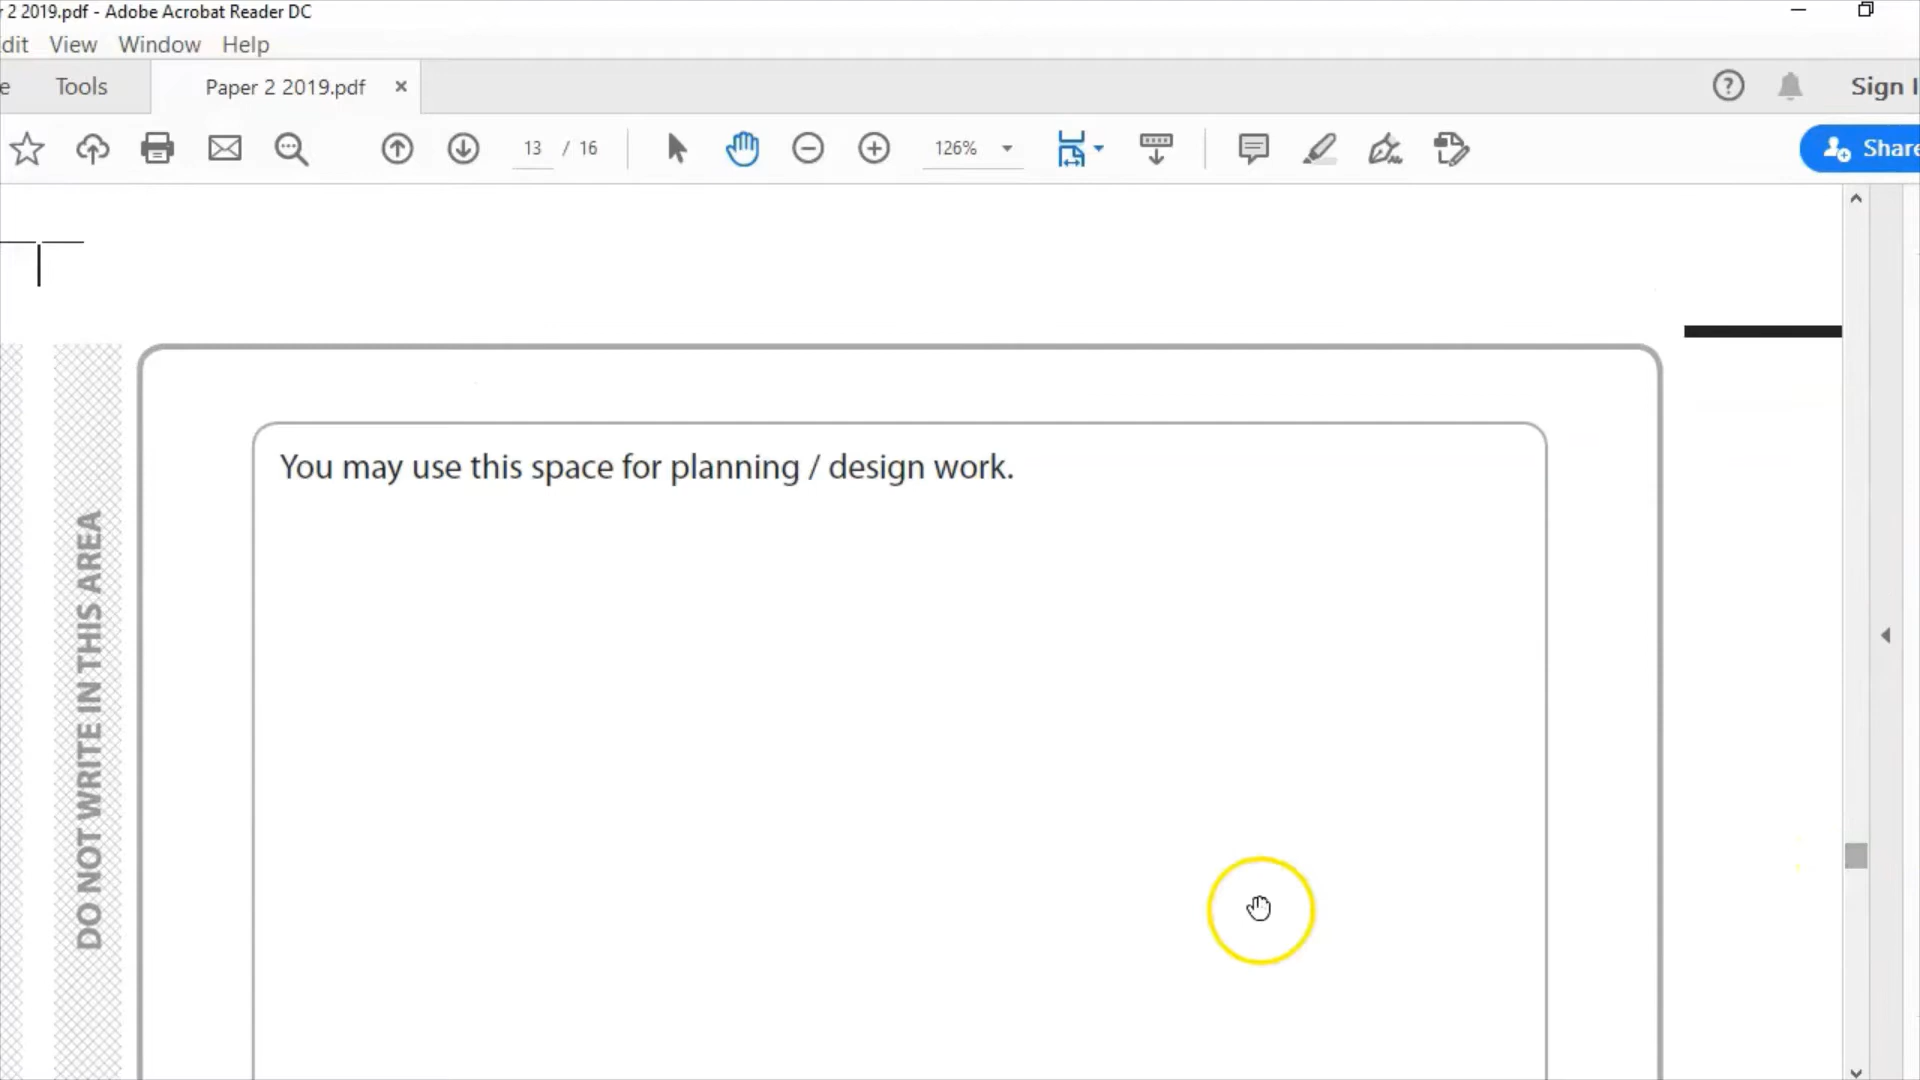 r 2 2019.pdf - Adobe Acrobat Reader DC
dit View Window Help
e Tools Paper 2 2019.pdf × Sign I
13 / 16 126% Share
You may use this space for planning / design work.
DO NOT WRITE IN THIS AREA